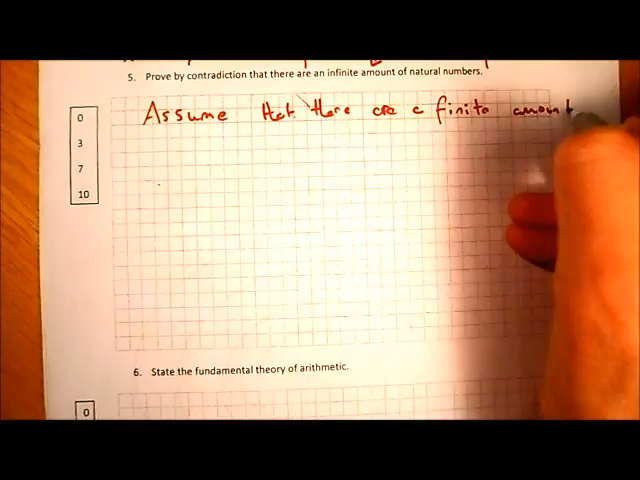 5. Prove by contradiction that there are an infinite amount of natural numbers.
Assume that there are a finite amount
0
3
7
10
6. State the fundamental theory of arithmetic.
0